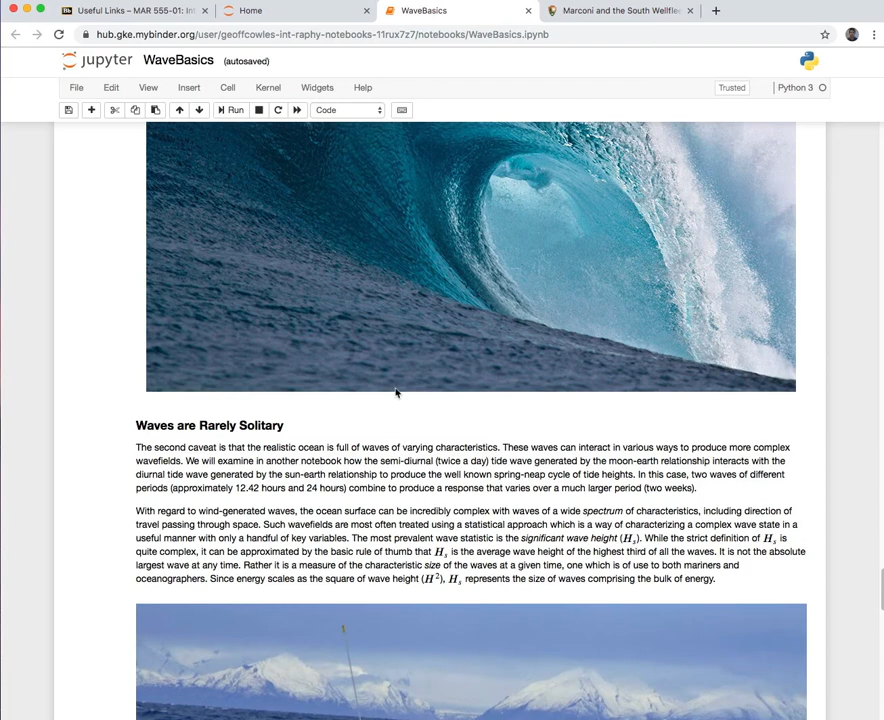 Useful Links – MAR 555-01: Int
Home
WaveBasics
Marconi and the South Wellflee
hub.gke.mybinder.org/user/geoffcowles-int-raphy-notebooks-11rux7z7/notebooks/WaveBasics.ipynb
jupyter WaveBasics (autosaved)
File Edit View Insert Cell Kernel Widgets Help Trusted Python 3
Run Code
Waves are Rarely Solitary
The second caveat is that the realistic ocean is full of waves of varying characteristics. These waves can interact in various ways to produce more complex
wavefields. We will examine in another notebook how the semi-diurnal (twice a day) tide wave generated by the moon-earth relationship interacts with the
diurnal tide wave generated by the sun-earth relationship to produce the well known spring-neap cycle of tide heights. In this case, two waves of different
periods (approximately 12.42 hours and 24 hours) combine to produce a response that varies over a much larger period (two weeks).
With regard to wind-generated waves, the ocean surface can be incredibly complex with waves of a wide spectrum of characteristics, including direction of
travel passing through space. Such wavefields are most often treated using a statistical approach which is a way of characterizing a complex wave state in a
useful manner with only a handful of key variables. The most prevalent wave statistic is the significant wave height (Hs). While the strict definition of Hs is
quite complex, it can be approximated by the basic rule of thumb that Hs is the average wave height of the highest third of all the waves. It is not the absolute
largest wave at any time. Rather it is a measure of the characteristic size of the waves at a given time, one which is of use to both mariners and
oceanographers. Since energy scales as the square of wave height (H²), Hs represents the size of waves comprising the bulk of energy.